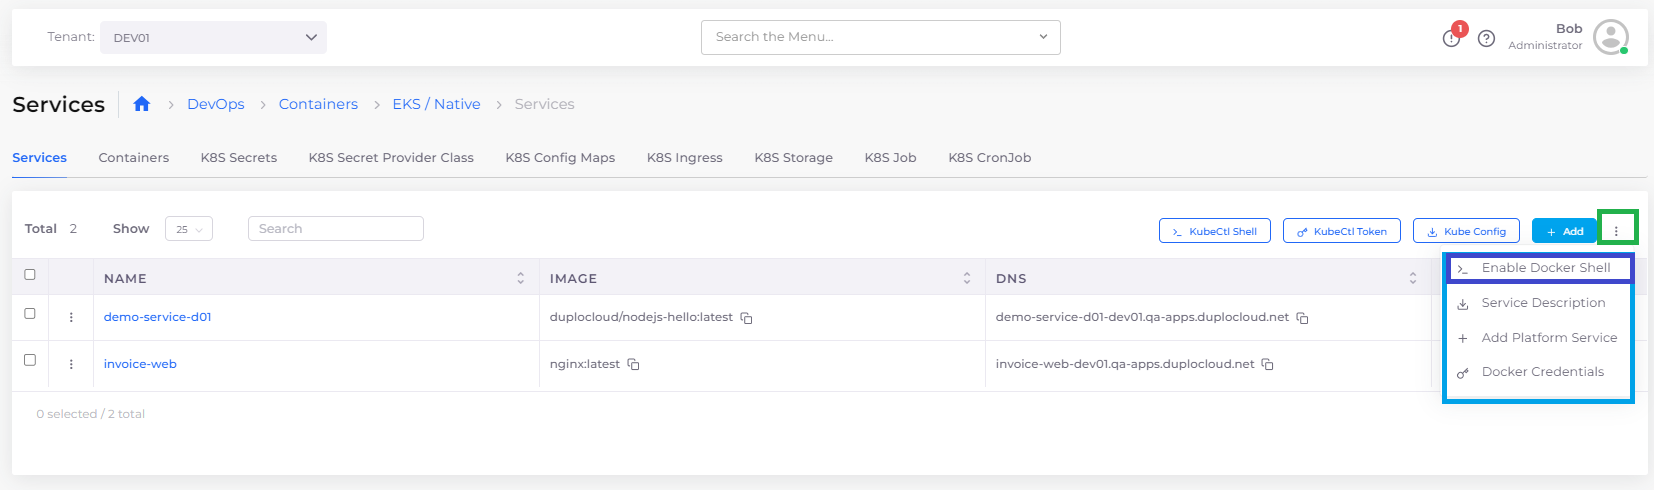 Tenant: DEV01 Search the Menu... 1 Bob
Administrator
Services DevOps Containers EKS / Native Services
Services Containers K8S Secrets K8S Secret Provider Class K8S Config Maps K8S Ingress K8S Storage K8S Job K8S CronJob
Total 2 Show 25 Search KubeCtl Shell KubeCtl Token Kube Config Add
Enable Docker Shell
Service Description
Add Platform Service
Docker Credentials
NAME IMAGE DNS
demo-service-d01 duplocloud/nodejs-hello:latest demo-service-d01-dev01.qa-apps.duplocloud.net
invoice-web nginx:latest invoice-web-dev01.qa-apps.duplocloud.net
0 selected / 2 total